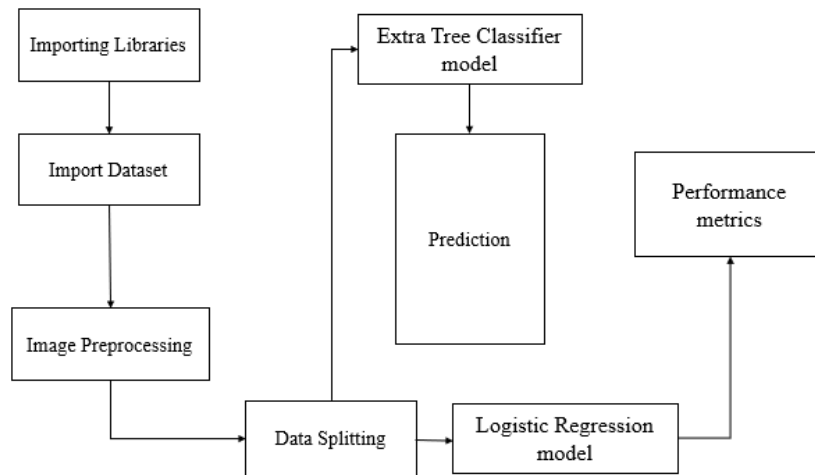 Importing Libraries
Import Dataset
Image Preprocessing
Data Splitting
Extra Tree Classifier
model
Prediction
Logistic Regression
model
Performance
metrics